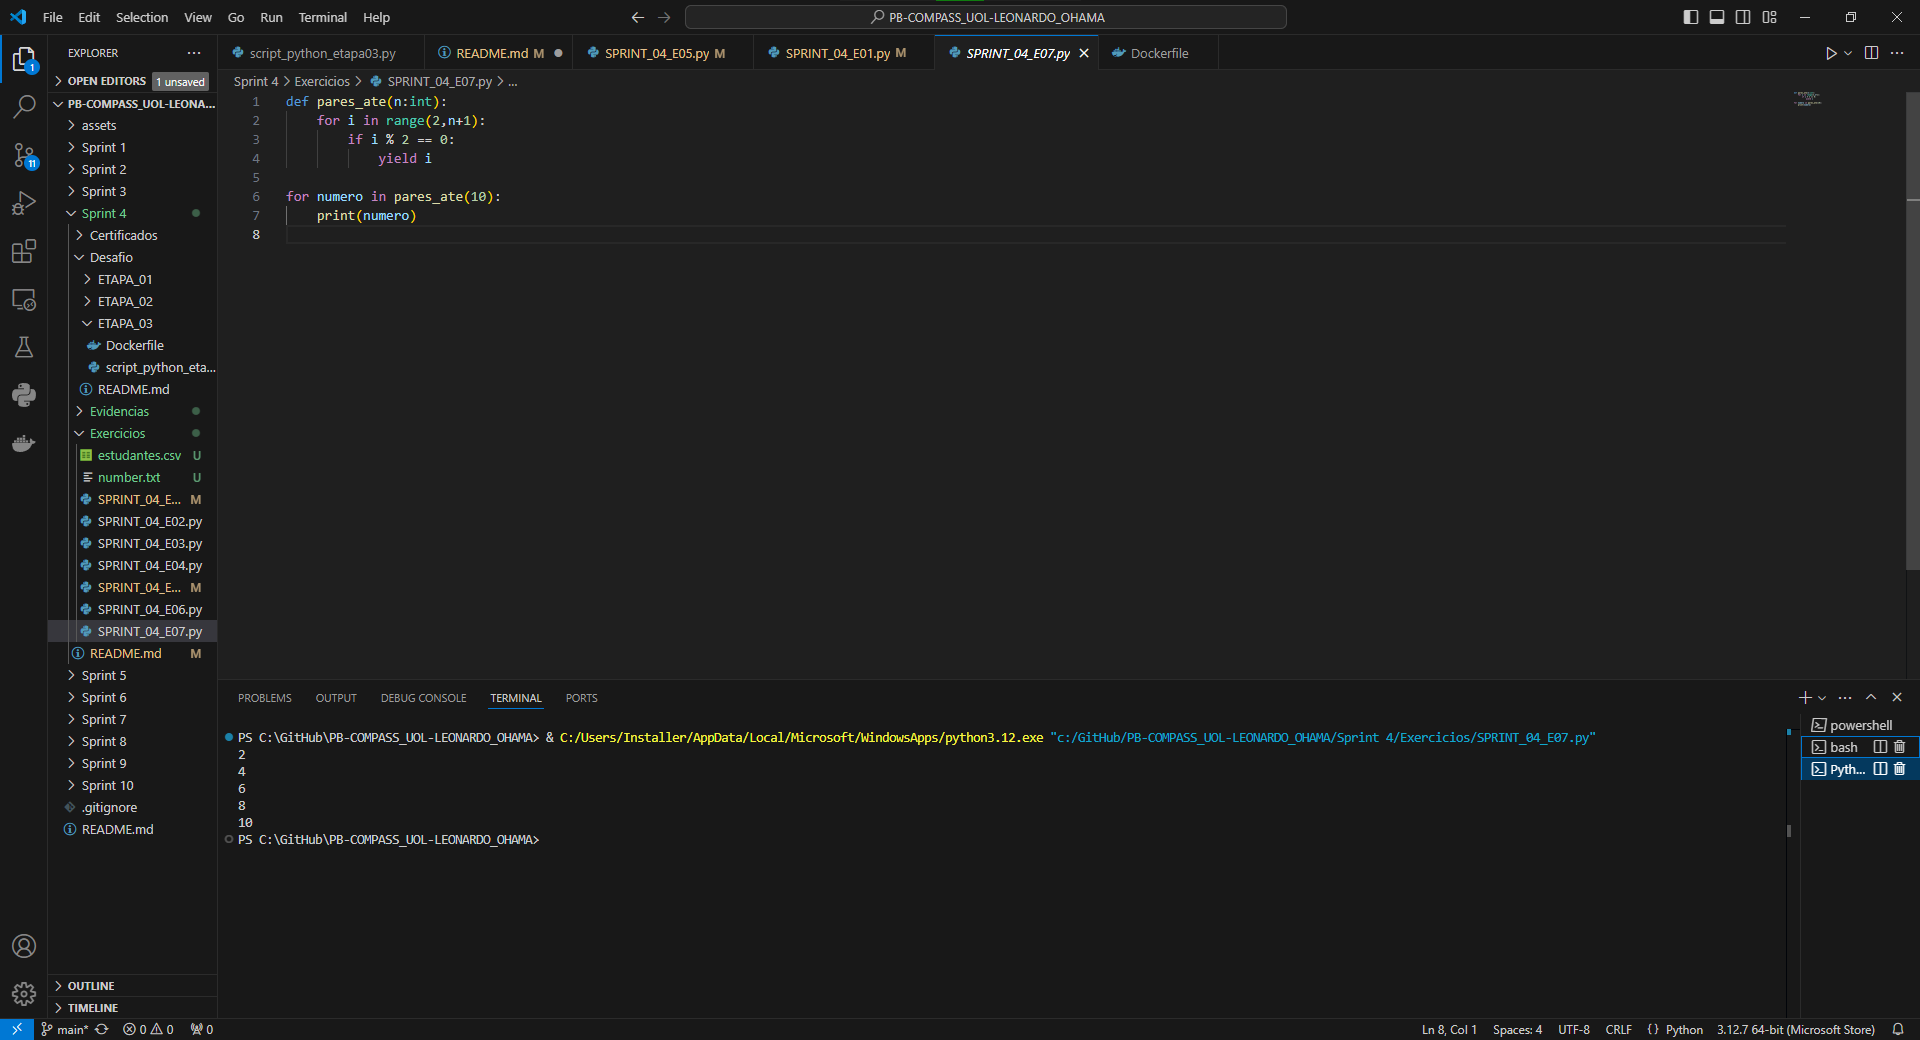 File Edit Selection View Go Run Terminal Help
PB-COMPASS_UOL-LEONARDO_OHAMA
EXPLORER
OPEN EDITORS 1 unsaved
PB-COMPASS_UOL-LEONA...
assets
Sprint 1
Sprint 2
Sprint 3
Sprint 4
Certificados
Desafio
ETAPA_01
ETAPA_02
ETAPA_03
Dockerfile
script_python_eta...
README.md
Evidencias
Exercicios
estudantes.csv U
number.txt U
SPRINT_04_E... M
SPRINT_04_E02.py
SPRINT_04_E03.py
SPRINT_04_E04.py
SPRINT_04_E... M
SPRINT_04_E06.py
SPRINT_04_E07.py
README.md M
Sprint 5
Sprint 6
Sprint 7
Sprint 8
Sprint 9
Sprint 10
.gitignore
README.md
OUTLINE
TIMELINE
1
11
script_python_etapa03.py README.md M SPRINT_04_E05.py M SPRINT_04_E01.py M SPRINT_04_E07.py Dockerfile
Sprint 4 > Exercicios > SPRINT_04_E07.py > ...
1 def pares_ate(n:int):
2 for i in range(2,n+1):
3 if i % 2 == 0:
4 yield i
5
6 for numero in pares_ate(10):
7 print(numero)
8
PROBLEMS OUTPUT DEBUG CONSOLE TERMINAL PORTS
PS C:\GitHub\PB-COMPASS_UOL-LEONARDO_OHAMA> & C:/Users/Installer/AppData/Local/Microsoft/WindowsApps/python3.12.exe "c:/GitHub/PB-COMPASS_UOL-LEONARDO_OHAMA/Sprint 4/Exercicios/SPRINT_04_E07.py"
2
4
6
8
10
PS C:\GitHub\PB-COMPASS_UOL-LEONARDO_OHAMA>
powershell
bash
Pyth...
main* 0 0 0 Ln 8, Col 1 Spaces: 4 UTF-8 CRLF {} Python 3.12.7 64-bit (Microsoft Store)